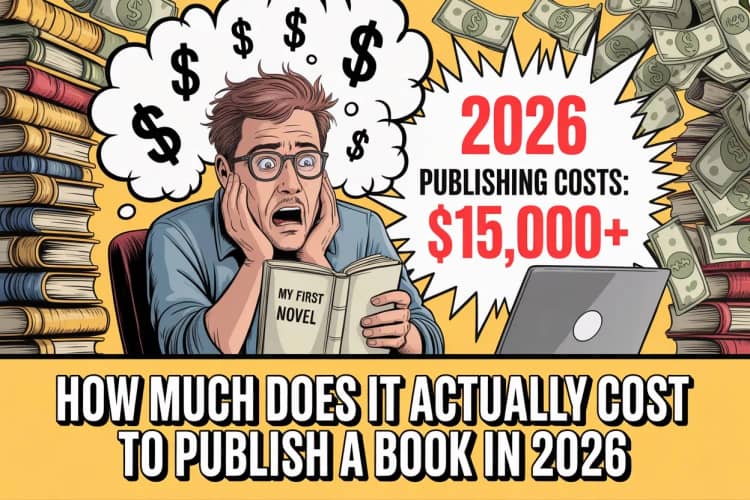 $ $ $ $ $ $
2026
PUBLISHING COSTS:
$15,000+
MY FIRST
NOVEL
HOW MUCH DOES IT ACTUALLY COST
TO PUBLISH A BOOK IN 2026